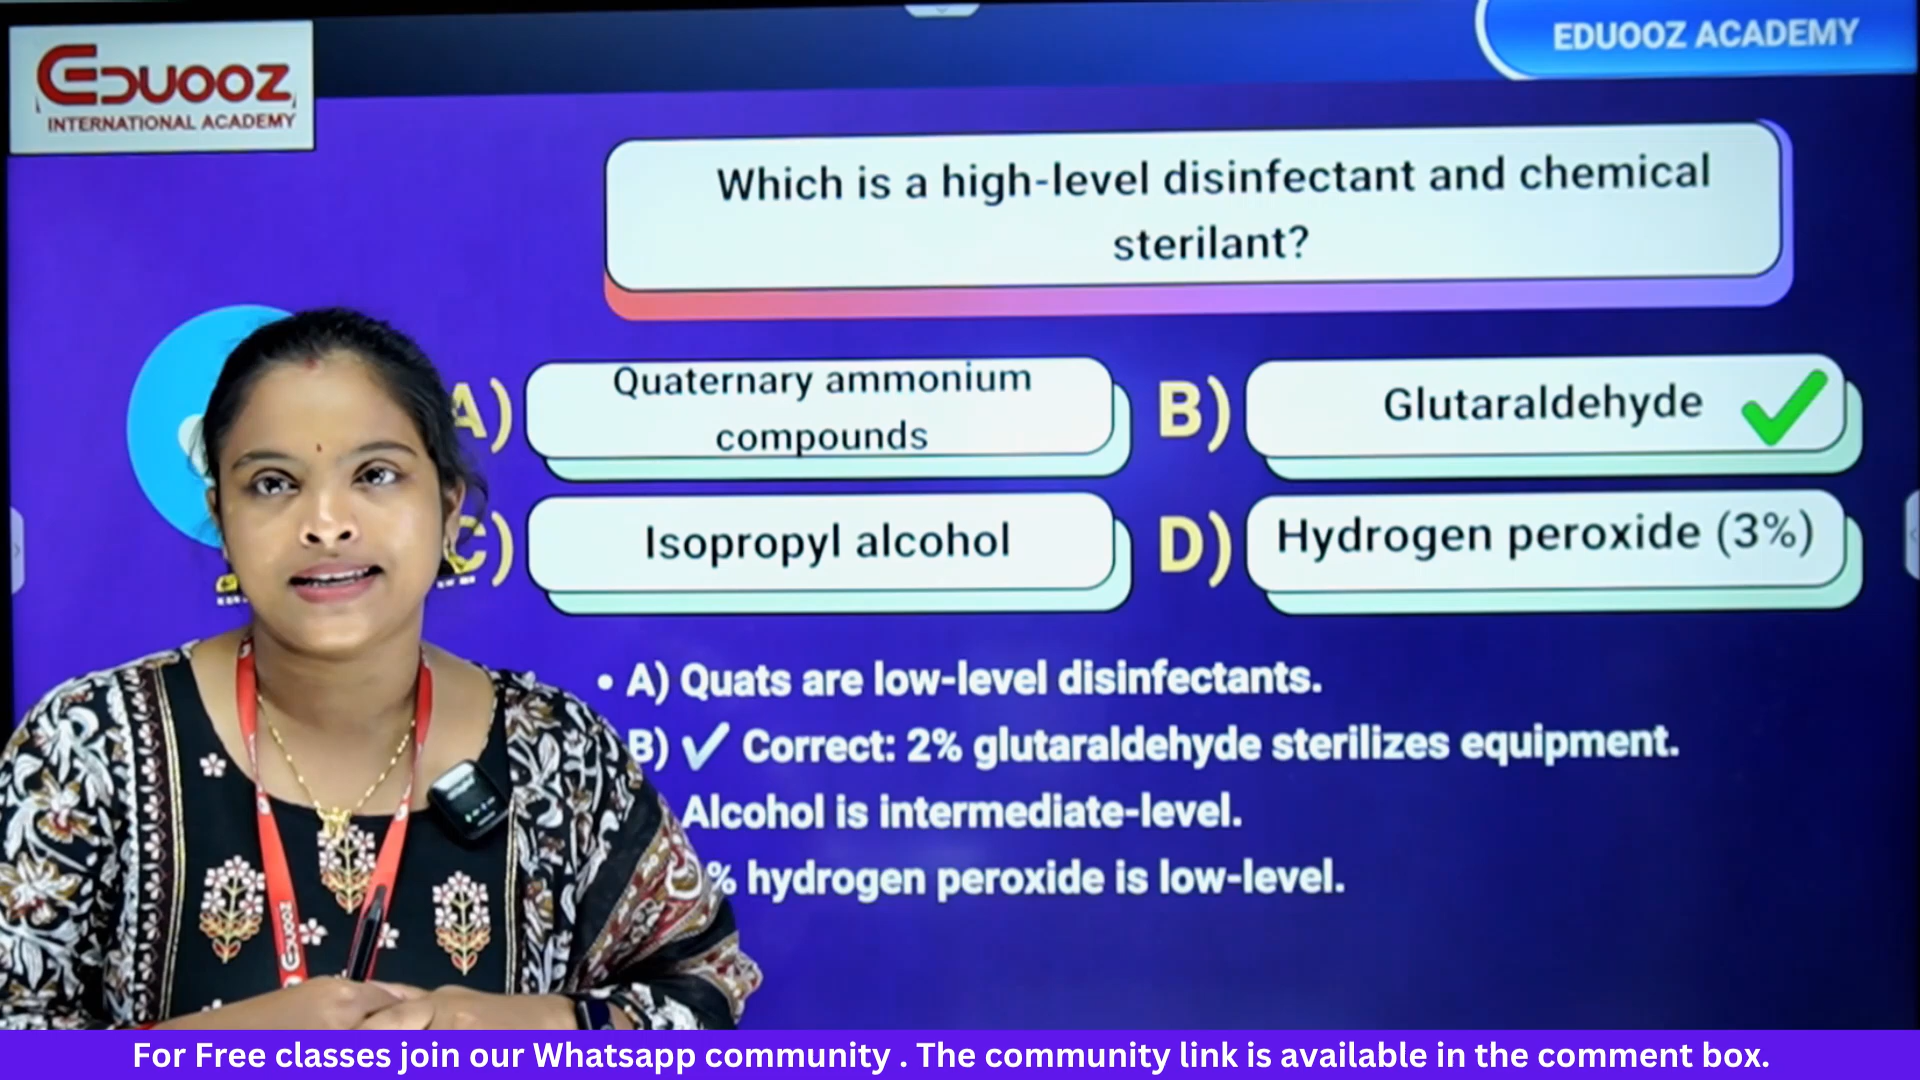 EDUOOZ
INTERNATIONAL ACADEMY
EDUOOZ ACADEMY
Which is a high-level disinfectant and chemical
sterilant?
A) Quaternary ammonium
compounds
B) Glutaraldehyde
C) Isopropyl alcohol
D) Hydrogen peroxide (3%)
• A) Quats are low-level disinfectants.
B) ✓ Correct: 2% glutaraldehyde sterilizes equipment.
Alcohol is intermediate-level.
% hydrogen peroxide is low-level.
EDUOOZ
For Free classes join our Whatsapp community . The community link is available in the comment box.